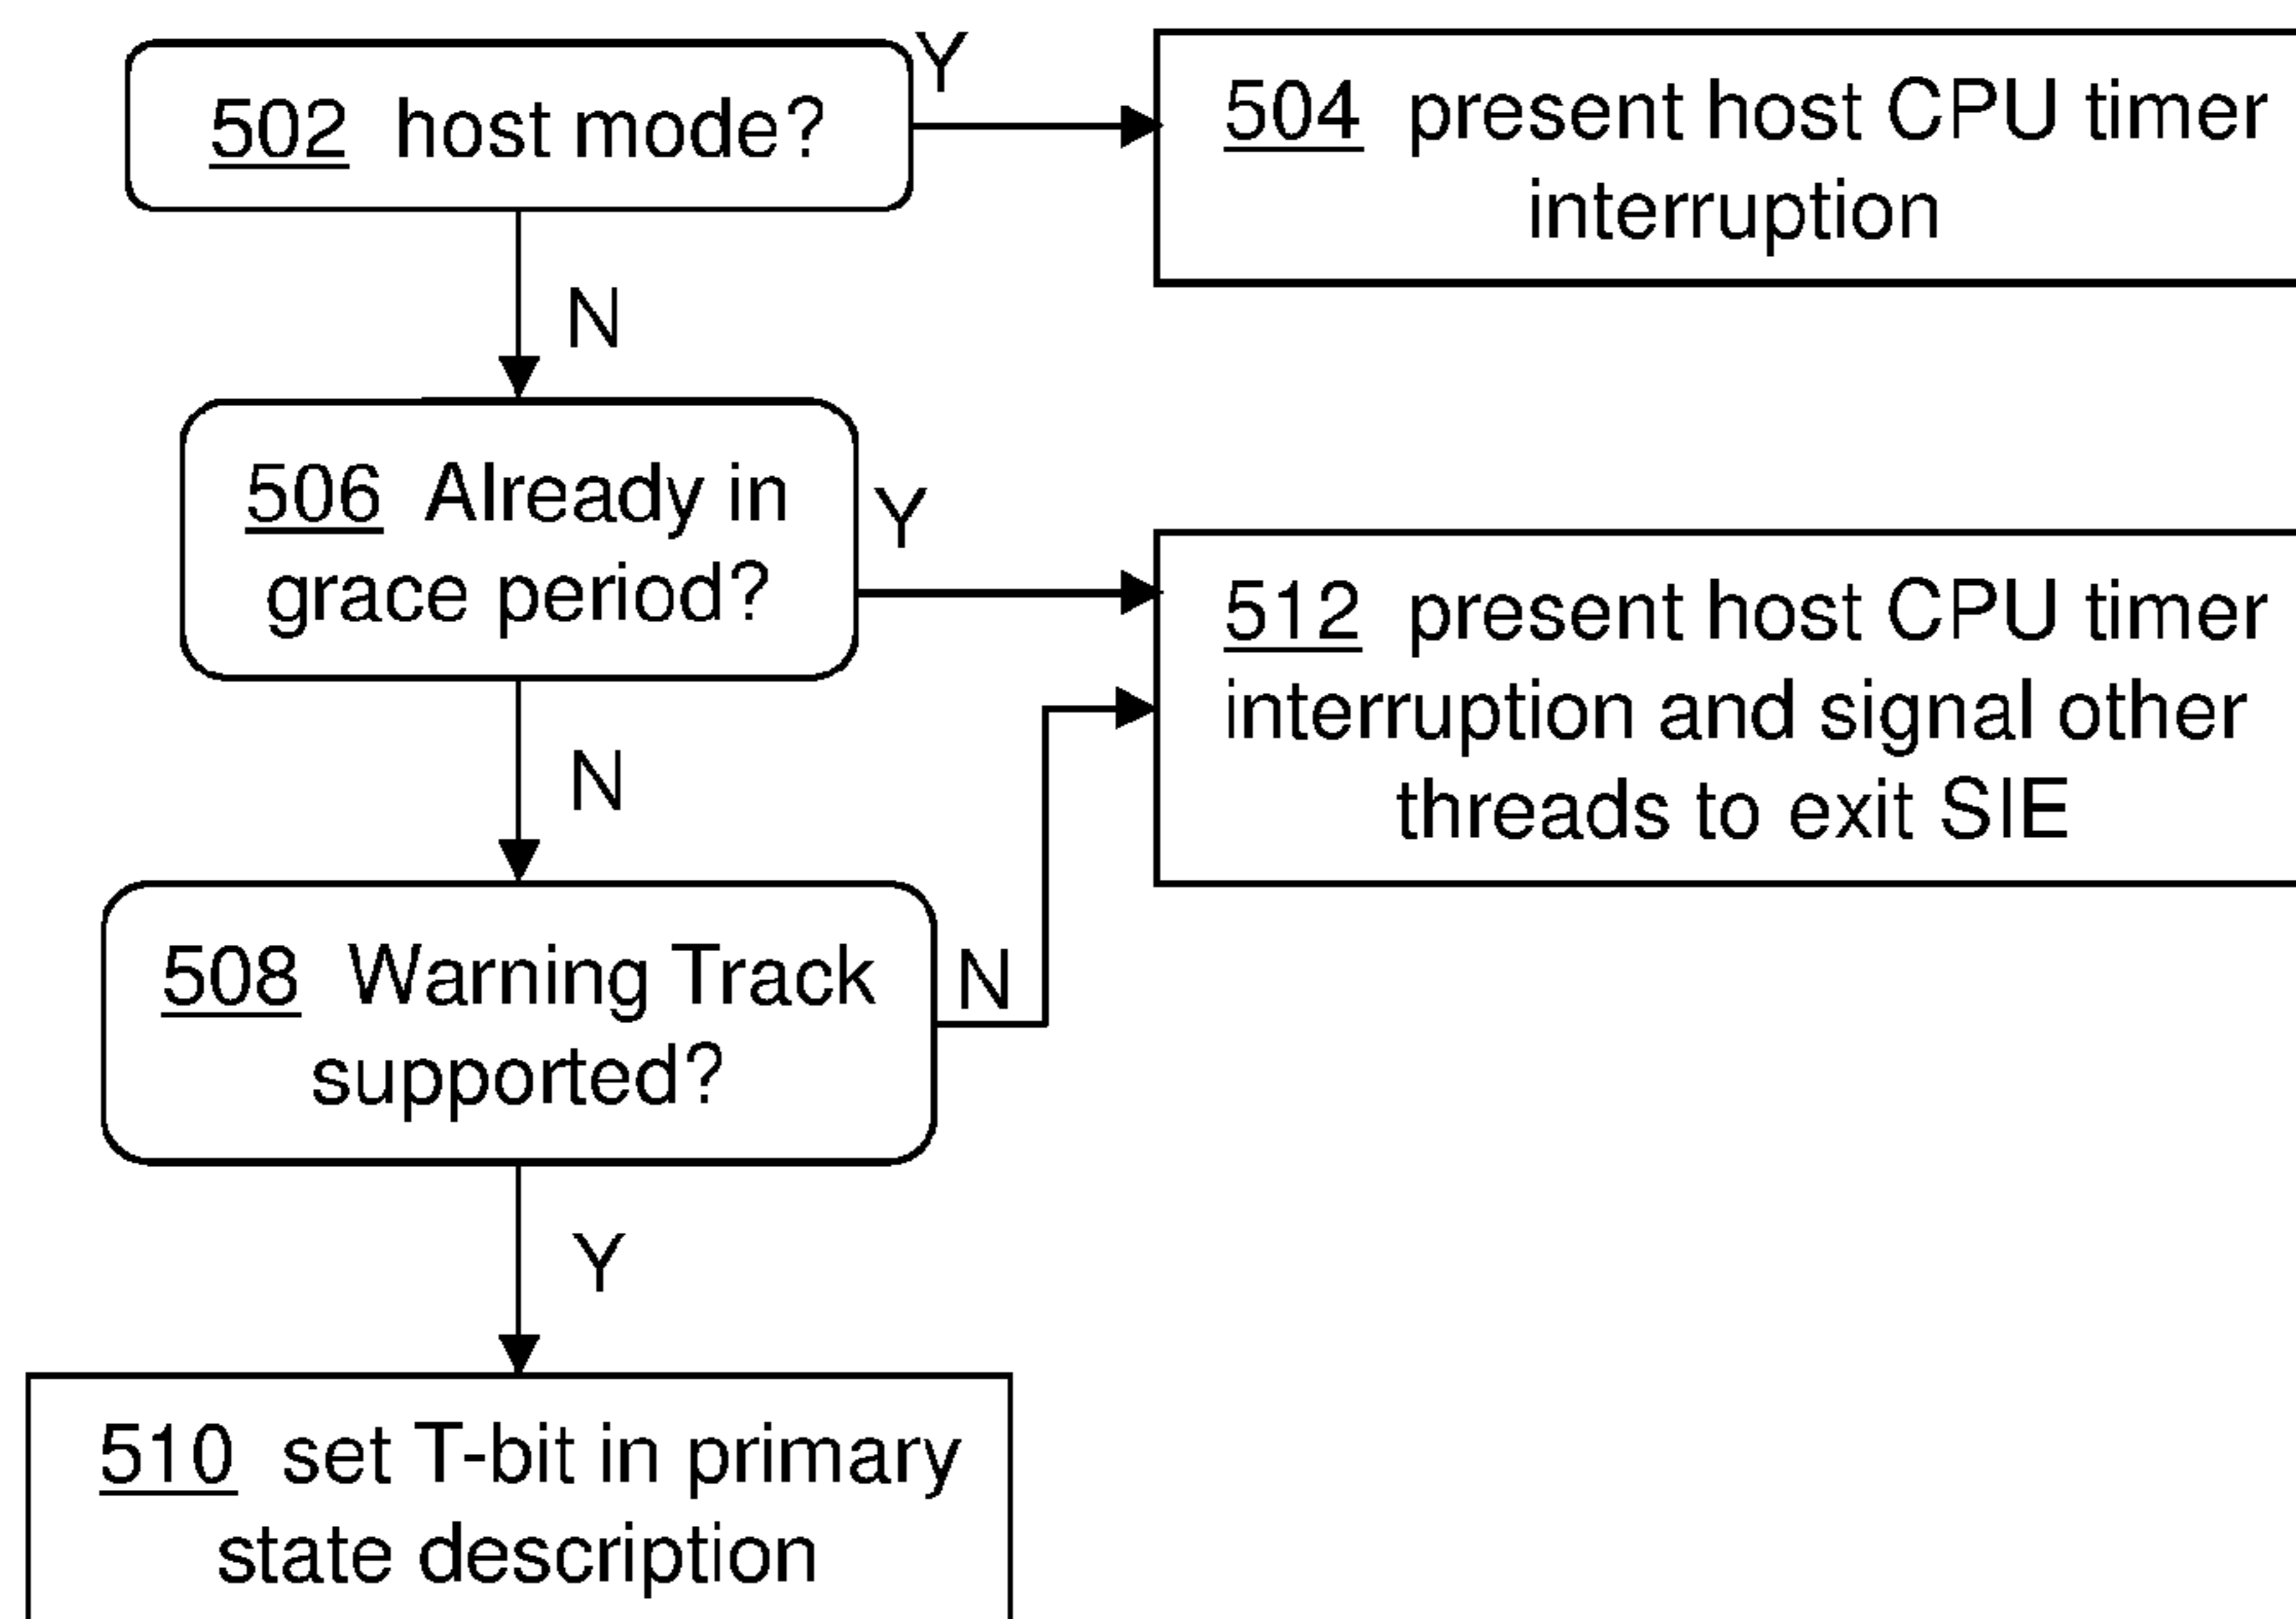 502 host mode?
Y
504 present host CPU timer
interruption
N
506 Already in
grace period?
Y
512 present host CPU timer
interruption and signal other
threads to exit SIE
N
508 Warning Track
supported?
N
Y
510 set T-bit in primary
state description